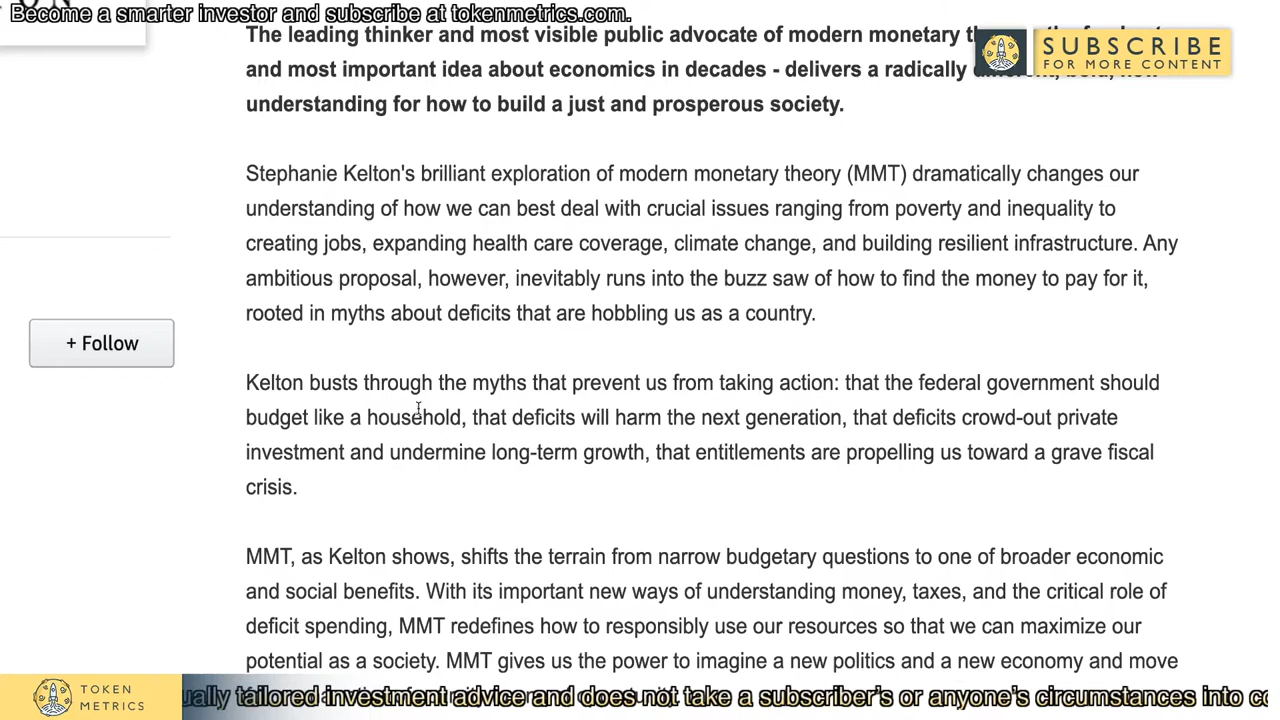 Become a smarter investor and subscribe at tokenmetrics.com.
The leading thinker and most visible public advocate of modern monetary
SUBSCRIBE
FOR MORE CONTENT
and most important idea about economics in decades - delivers a radically
understanding for how to build a just and prosperous society.
Stephanie Kelton's brilliant exploration of modern monetary theory (MMT) dramatically changes our
understanding of how we can best deal with crucial issues ranging from poverty and inequality to
creating jobs, expanding health care coverage, climate change, and building resilient infrastructure. Any
ambitious proposal, however, inevitably runs into the buzz saw of how to find the money to pay for it,
rooted in myths about deficits that are hobbling us as a country.
+ Follow
Kelton busts through the myths that prevent us from taking action: that the federal government should
budget like a household, that deficits will harm the next generation, that deficits crowd-out private
investment and undermine long-term growth, that entitlements are propelling us toward a grave fiscal
crisis.
MMT, as Kelton shows, shifts the terrain from narrow budgetary questions to one of broader economic
and social benefits. With its important new ways of understanding money, taxes, and the critical role of
deficit spending, MMT redefines how to responsibly use our resources so that we can maximize our
potential as a society. MMT gives us the power to imagine a new politics and a new economy and move
TOKEN
METRICS
tailored investment advice and does not take a subscriber's or anyone's circumstances into